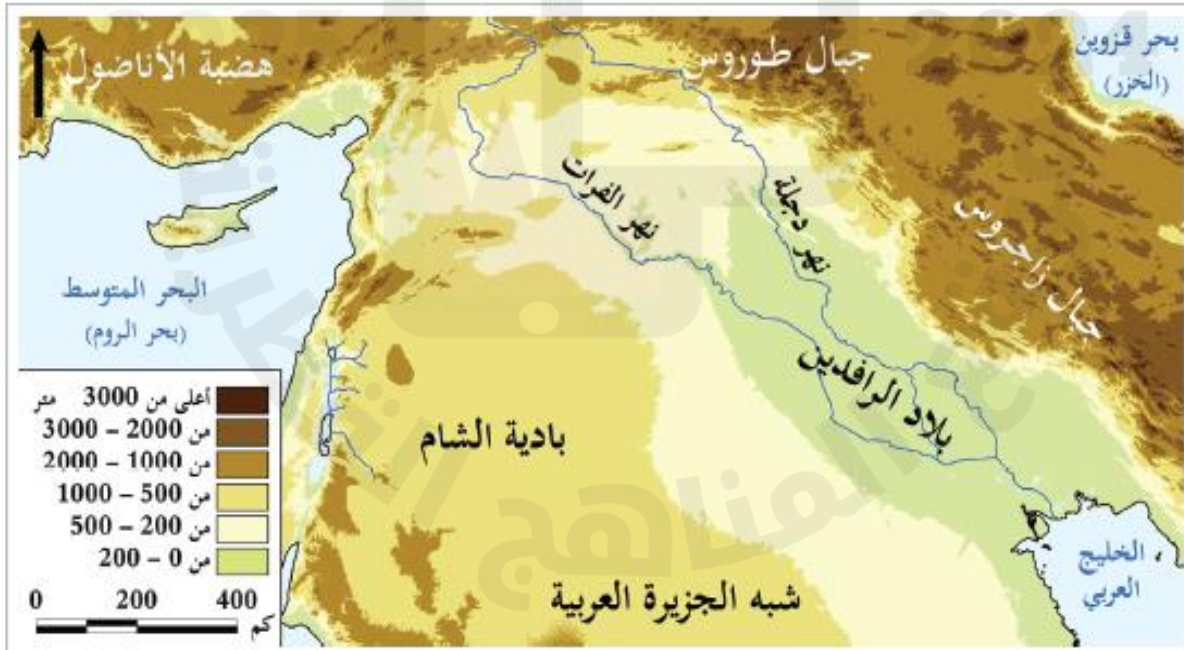 هضبة الأناضول
جبال طوروس
بحر قزوين
(الخزر)
نهر الفرات
نهر دجلة
جبال زاجروس
البحر المتوسط
(بحر الروم)
بلاد الرافدين
بادية الشام
شبه الجزيرة العربية
الخليج
العربي
أعلى من 3000 متر
من 2000 – 3000
من 1000 – 2000
من 500 – 1000
من 200 – 500
من 0 – 200
0 200 400
كم